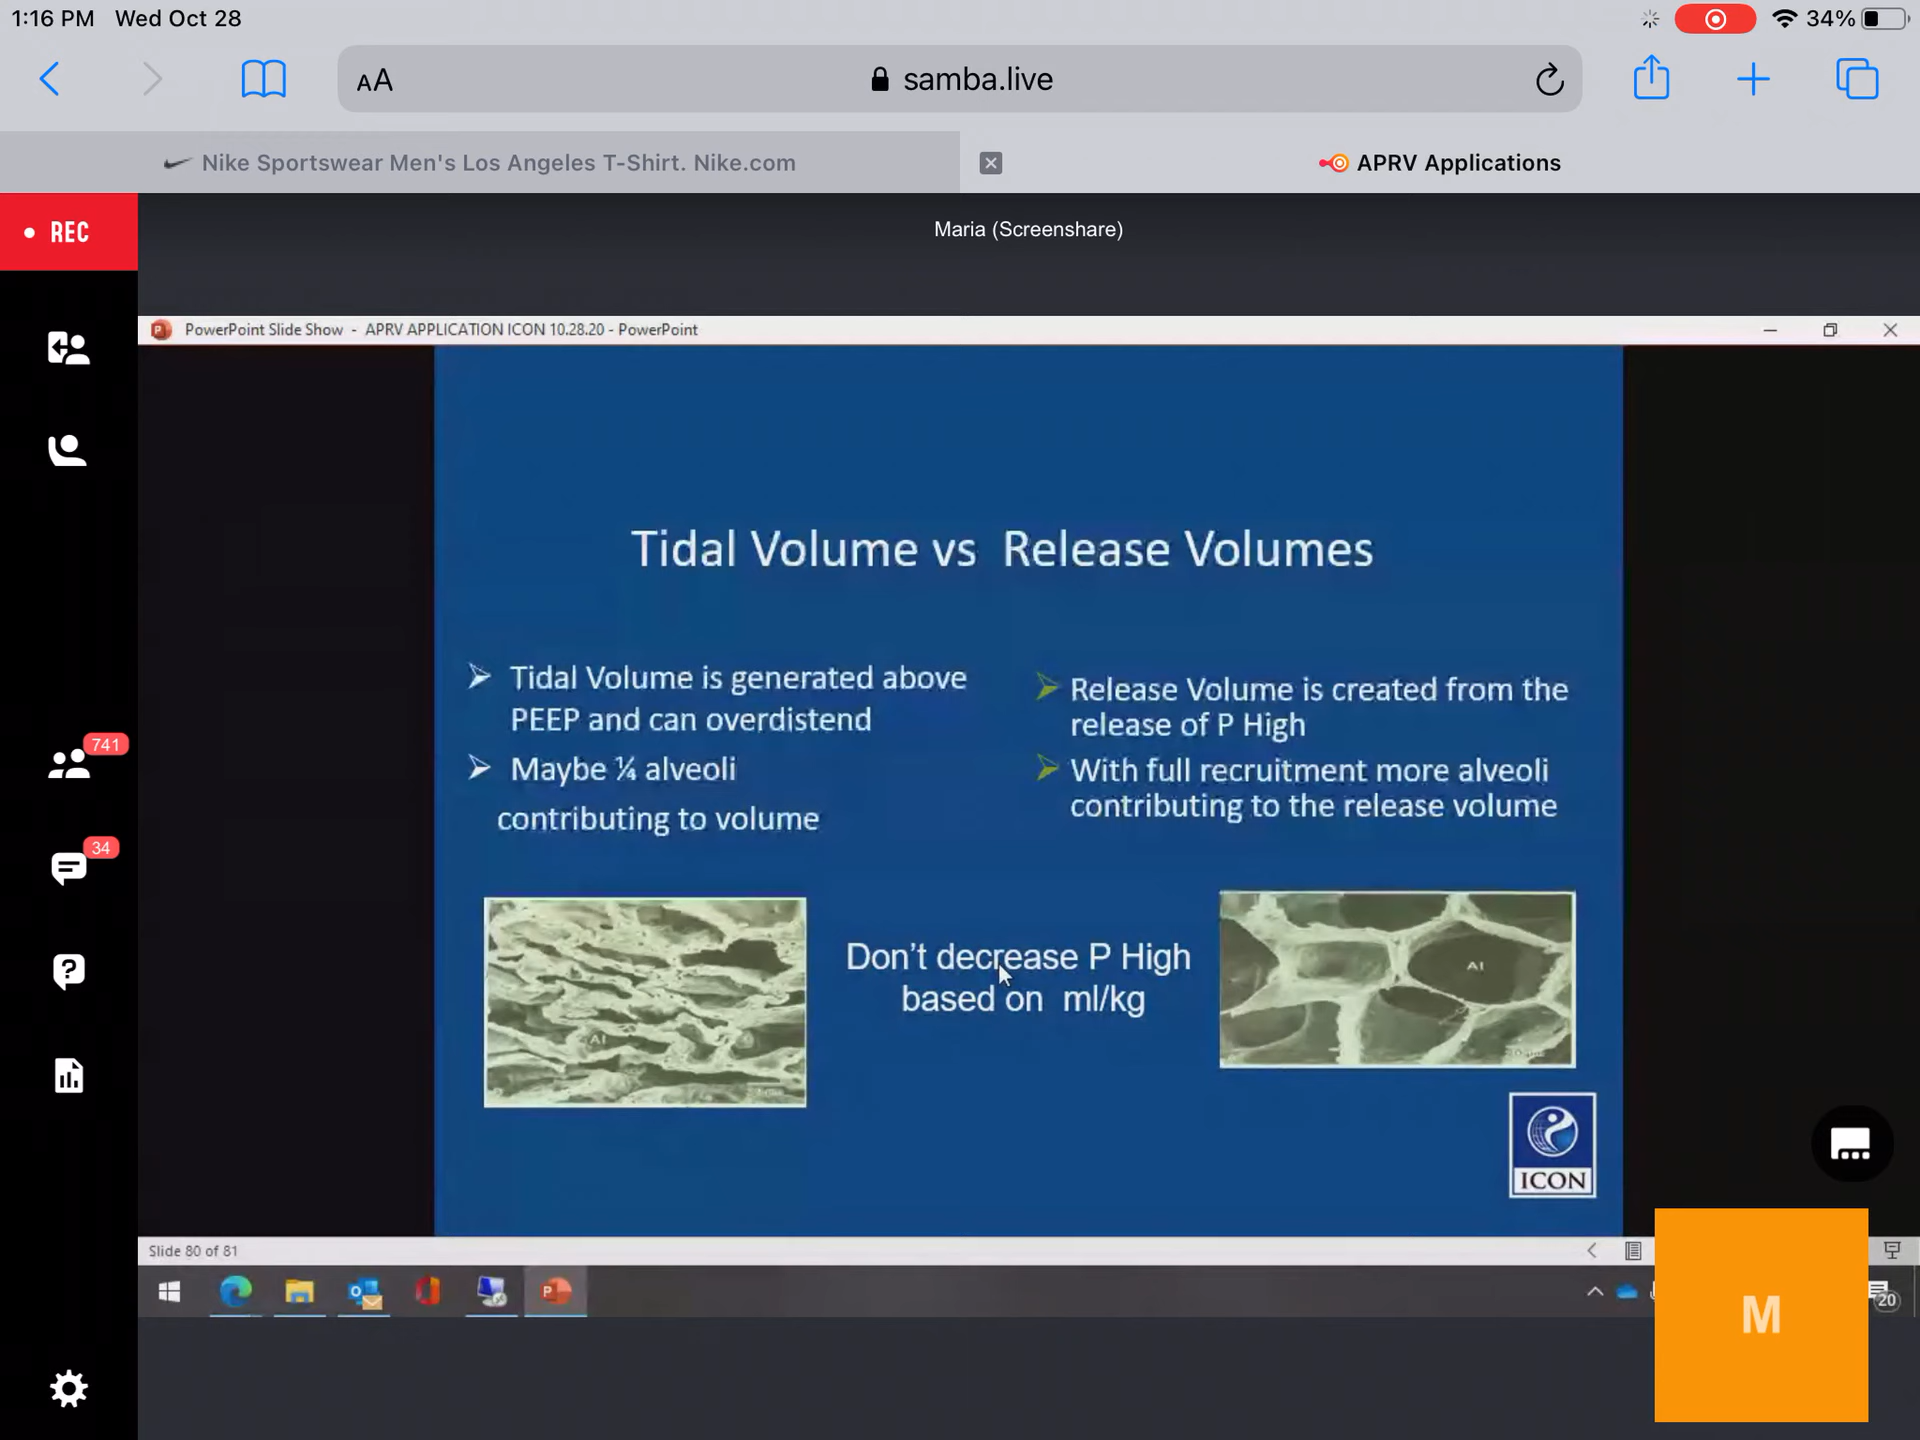 1:16 PM Wed Oct 28
34%
AA
samba.live
Nike Sportswear Men's Los Angeles T-Shirt. Nike.com
APRV Applications
REC
Maria (Screenshare)
PowerPoint Slide Show - APRV APPLICATION ICON 10.28.20 - PowerPoint
Tidal Volume vs Release Volumes
Tidal Volume is generated above
PEEP and can overdistend
Maybe ¼ alveoli
contributing to volume
Release Volume is created from the
release of P High
With full recruitment more alveoli
contributing to the release volume
Don't decrease P High
based on ml/kg
Al
Al
ICON
741
34
Slide 80 of 81
20
M